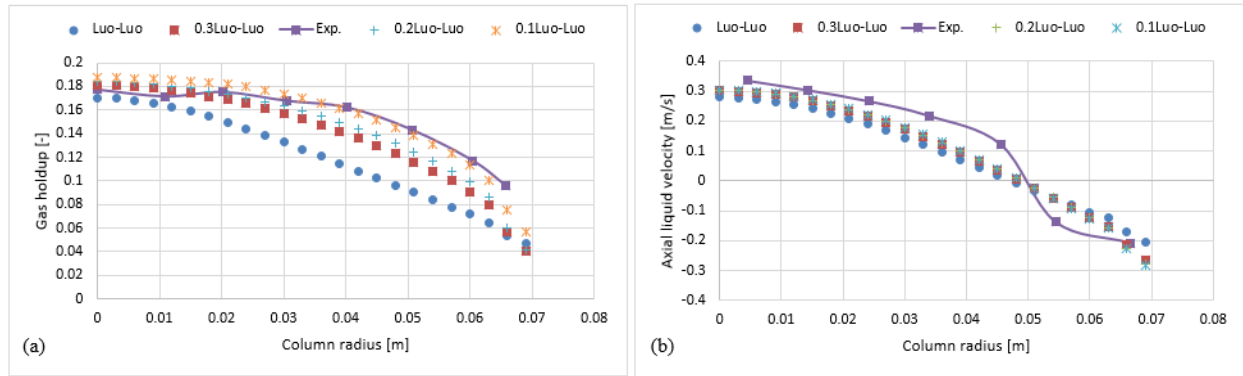 Luo-Luo 0.3Luo-Luo Exp. 0.2Luo-Luo 0.1Luo-Luo
Gas holdup [-]
0.2
0.18
0.16
0.14
0.12
0.1
0.08
0.06
0.04
0.02
0
0 0.01 0.02 0.03 0.04 0.05 0.06 0.07 0.08
(a) Column radius [m]
Luo-Luo 0.3Luo-Luo Exp. 0.2Luo-Luo 0.1Luo-Luo
Axial liquid velocity [m/s]
0.4
0.3
0.2
0.1
0
-0.1
-0.2
-0.3
-0.4
0 0.01 0.02 0.03 0.04 0.05 0.06 0.07 0.08
(b) Column radius [m]